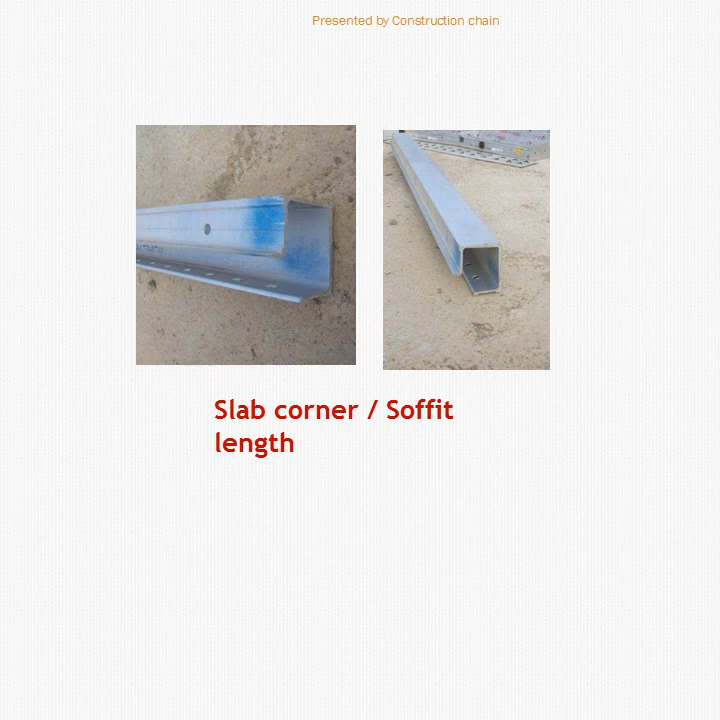 Presented by Construction chain
Slab corner / Soffit
length